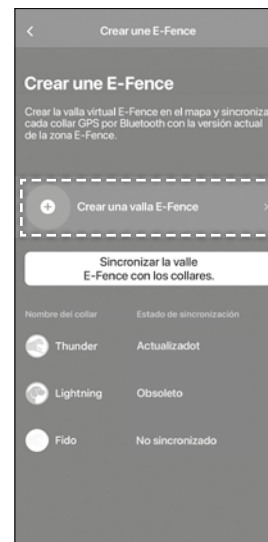 Crear une E-Fence
Crear une E-Fence
Crear la valla virtual E-Fence en el mapa y sincroniza
cada collar GPS por Bluetooth con la versión actual
de la zona E-Fence.
Crear una valla E-Fence
Sincronizar la valle
E-Fence con los collares.
Nombre del collar Estado de sincronización
Thunder Actualizadot
Lightning Obsoleto
Fido No sincronizado